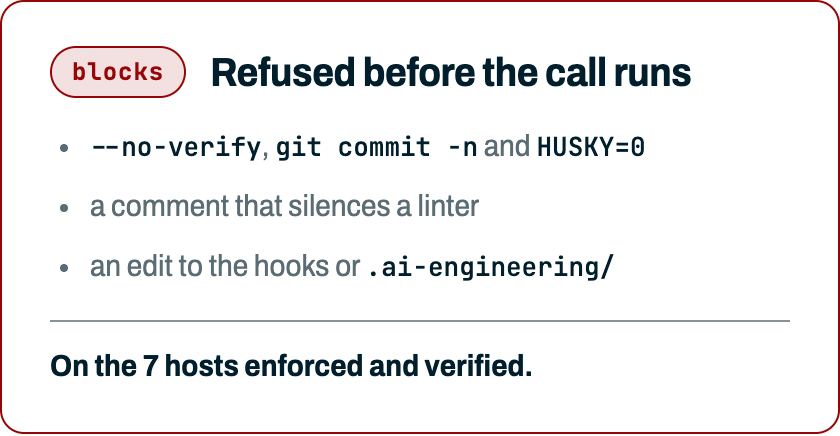 blocks Refused before the call runs
• --no-verify, git commit -n and HUSKY=0
• a comment that silences a linter
• an edit to the hooks or .ai-engineering/
On the 7 hosts enforced and verified.